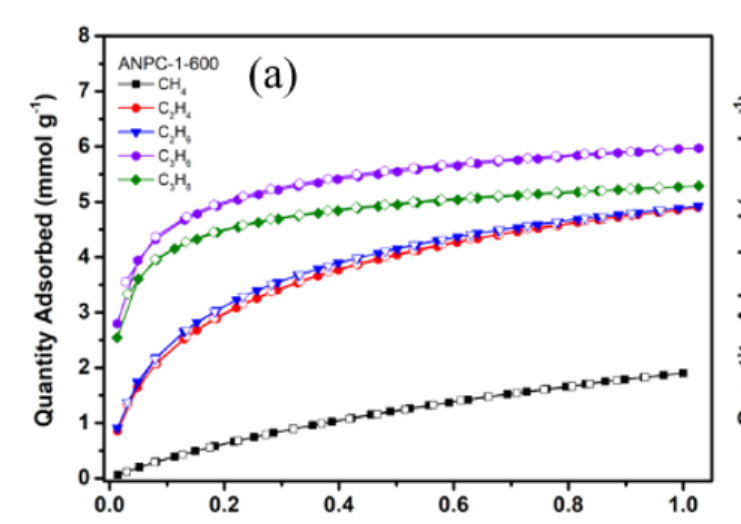 8
7
6
5
4
3
2
1
0
Quantity Adsorbed (mmol g⁻¹)
ANPC-1-600
(a)
CH₄
C₂H₄
C₂H₆
C₃H₆
C₃H₈
0.0 0.2 0.4 0.6 0.8 1.0